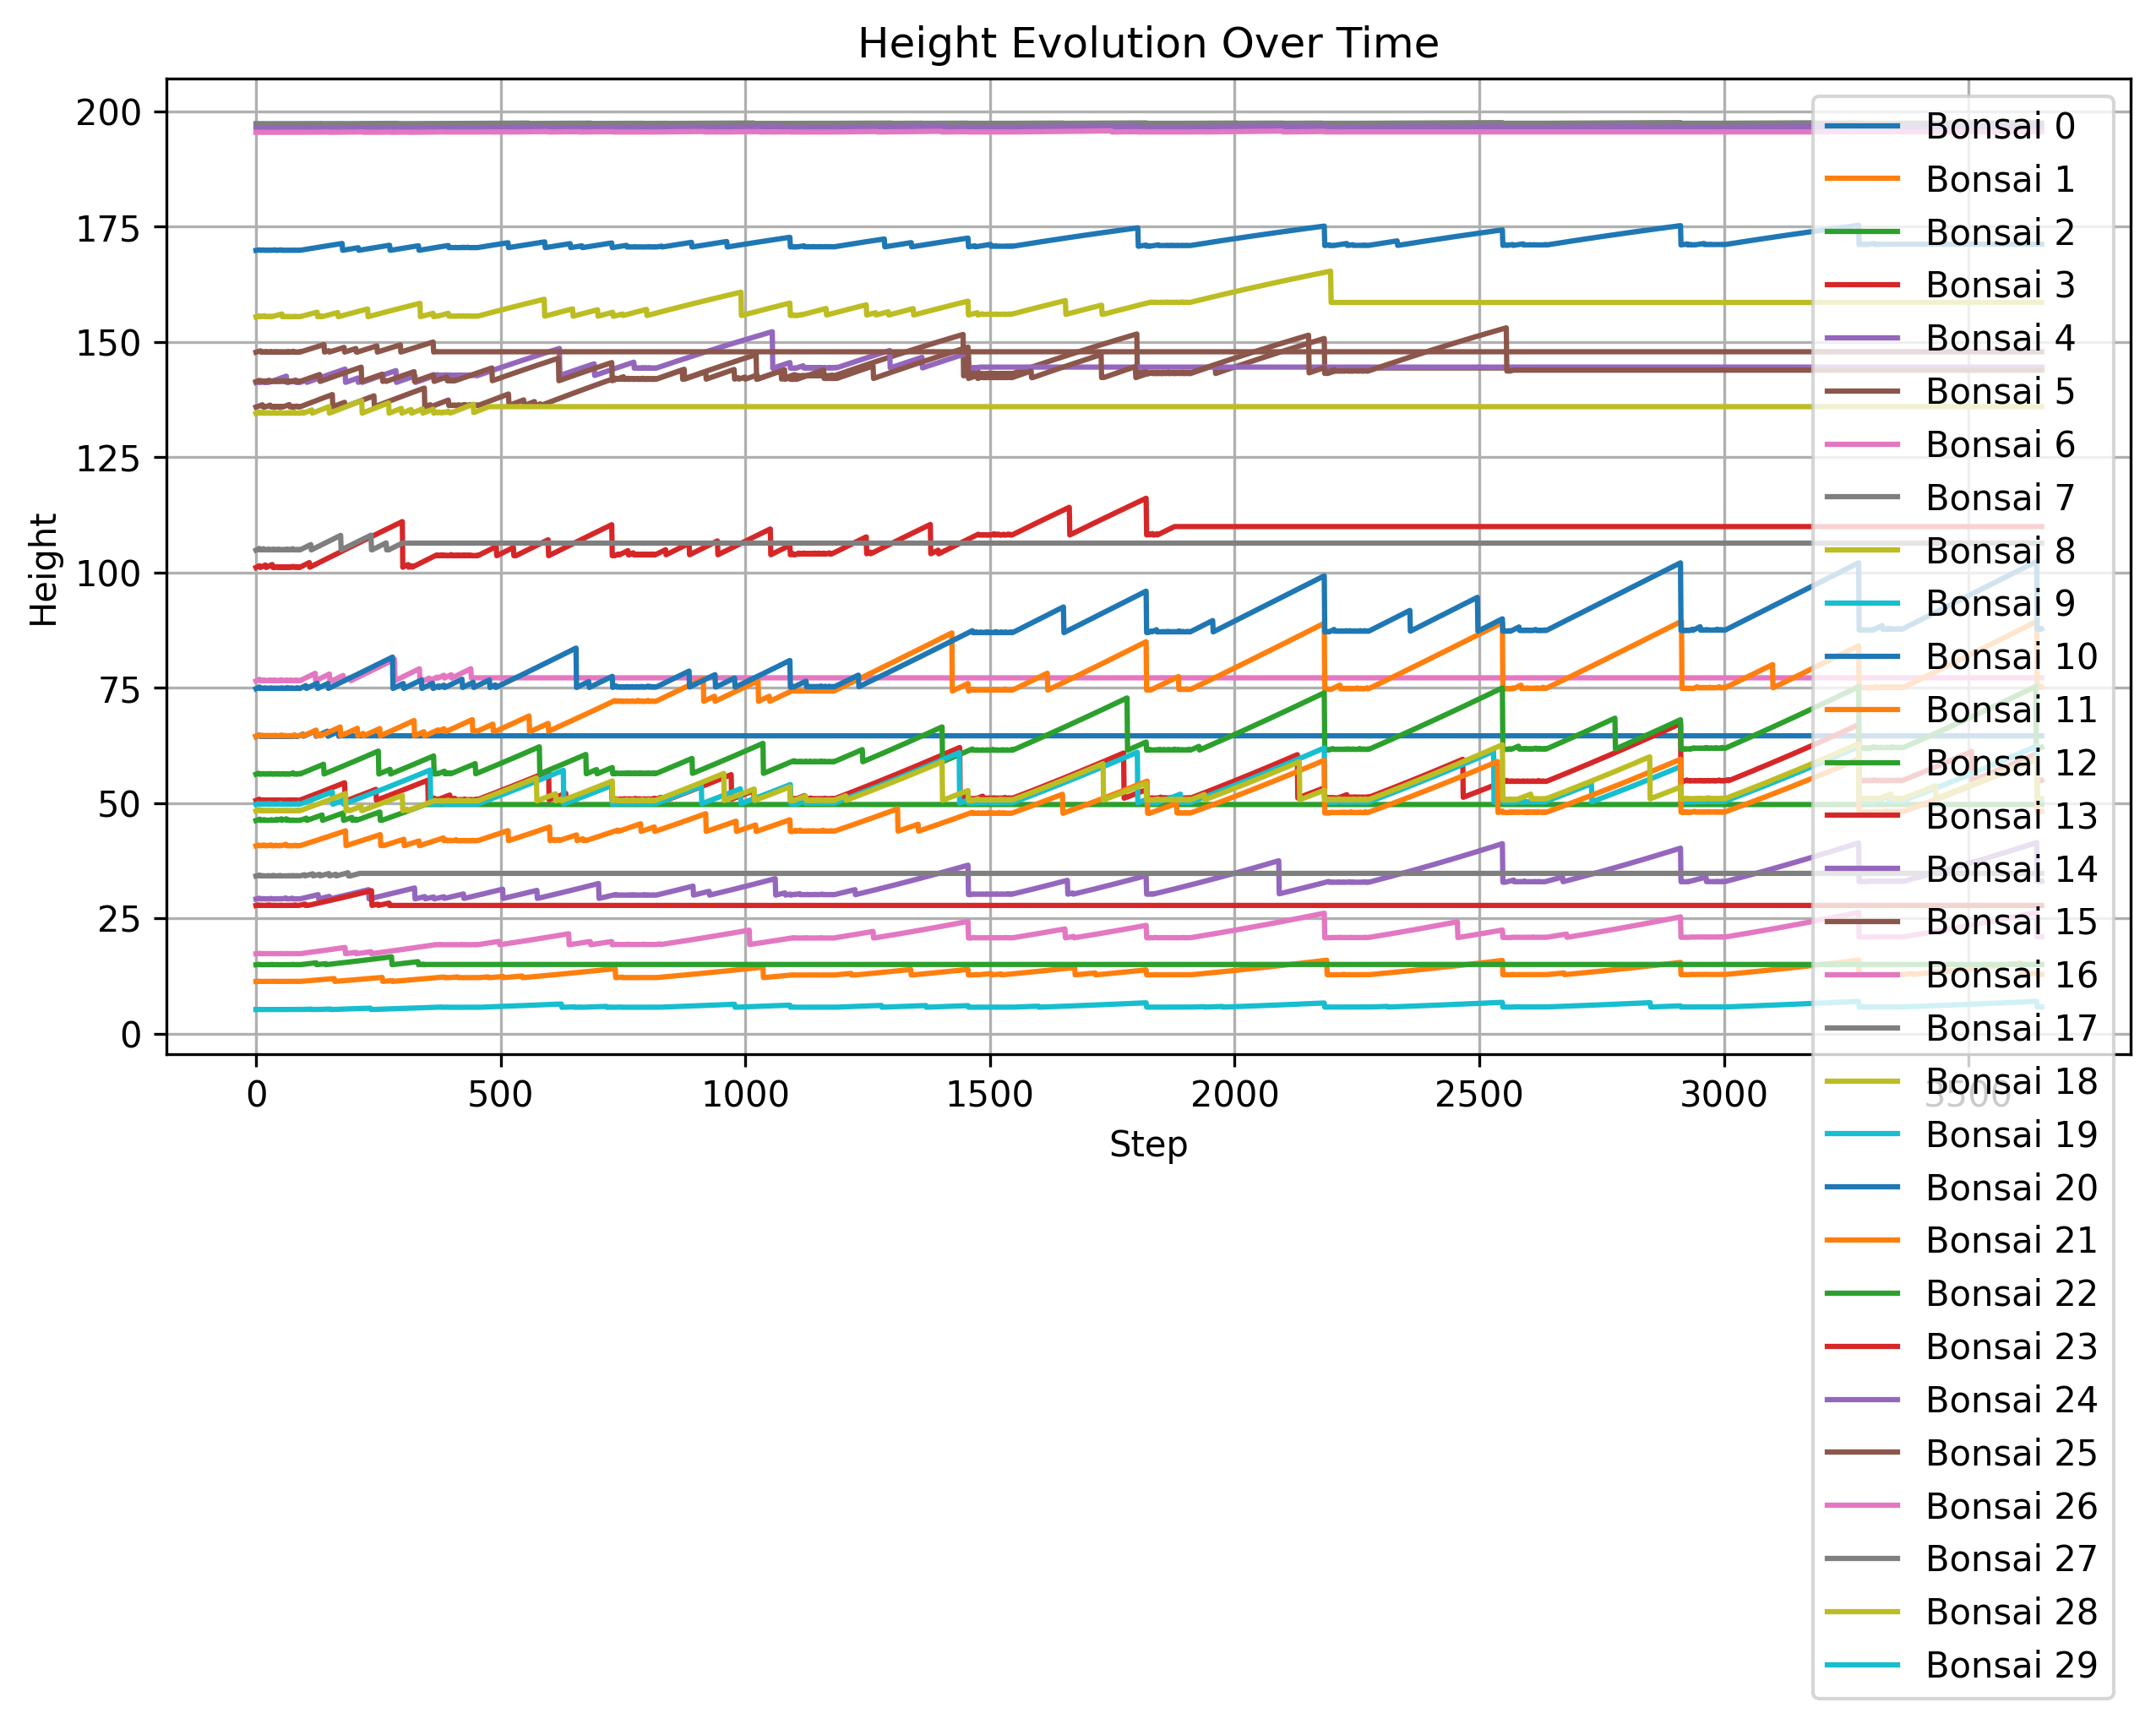 Height Evolution Over Time
Height
200
175
150
125
100
75
50
25
0
0 500 1000 1500 2000 2500 3000 3500
Step
Bonsai 0
Bonsai 1
Bonsai 2
Bonsai 3
Bonsai 4
Bonsai 5
Bonsai 6
Bonsai 7
Bonsai 8
Bonsai 9
Bonsai 10
Bonsai 11
Bonsai 12
Bonsai 13
Bonsai 14
Bonsai 15
Bonsai 16
Bonsai 17
Bonsai 18
Bonsai 19
Bonsai 20
Bonsai 21
Bonsai 22
Bonsai 23
Bonsai 24
Bonsai 25
Bonsai 26
Bonsai 27
Bonsai 28
Bonsai 29